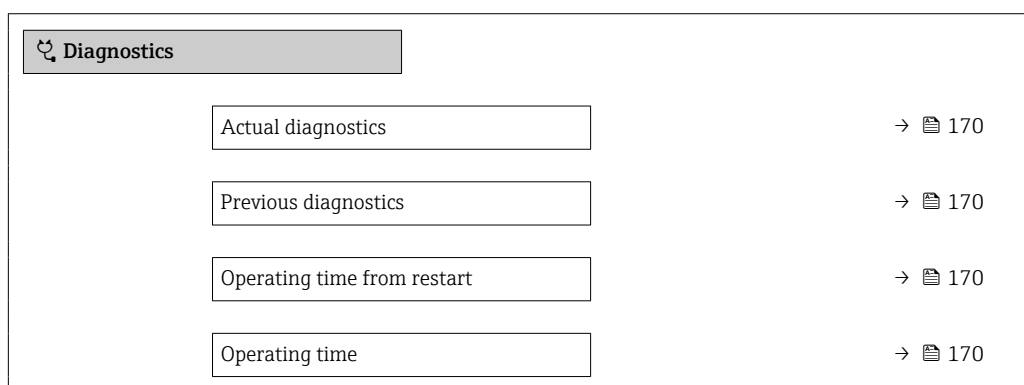 Diagnostics
Actual diagnostics → 170
Previous diagnostics → 170
Operating time from restart → 170
Operating time → 170